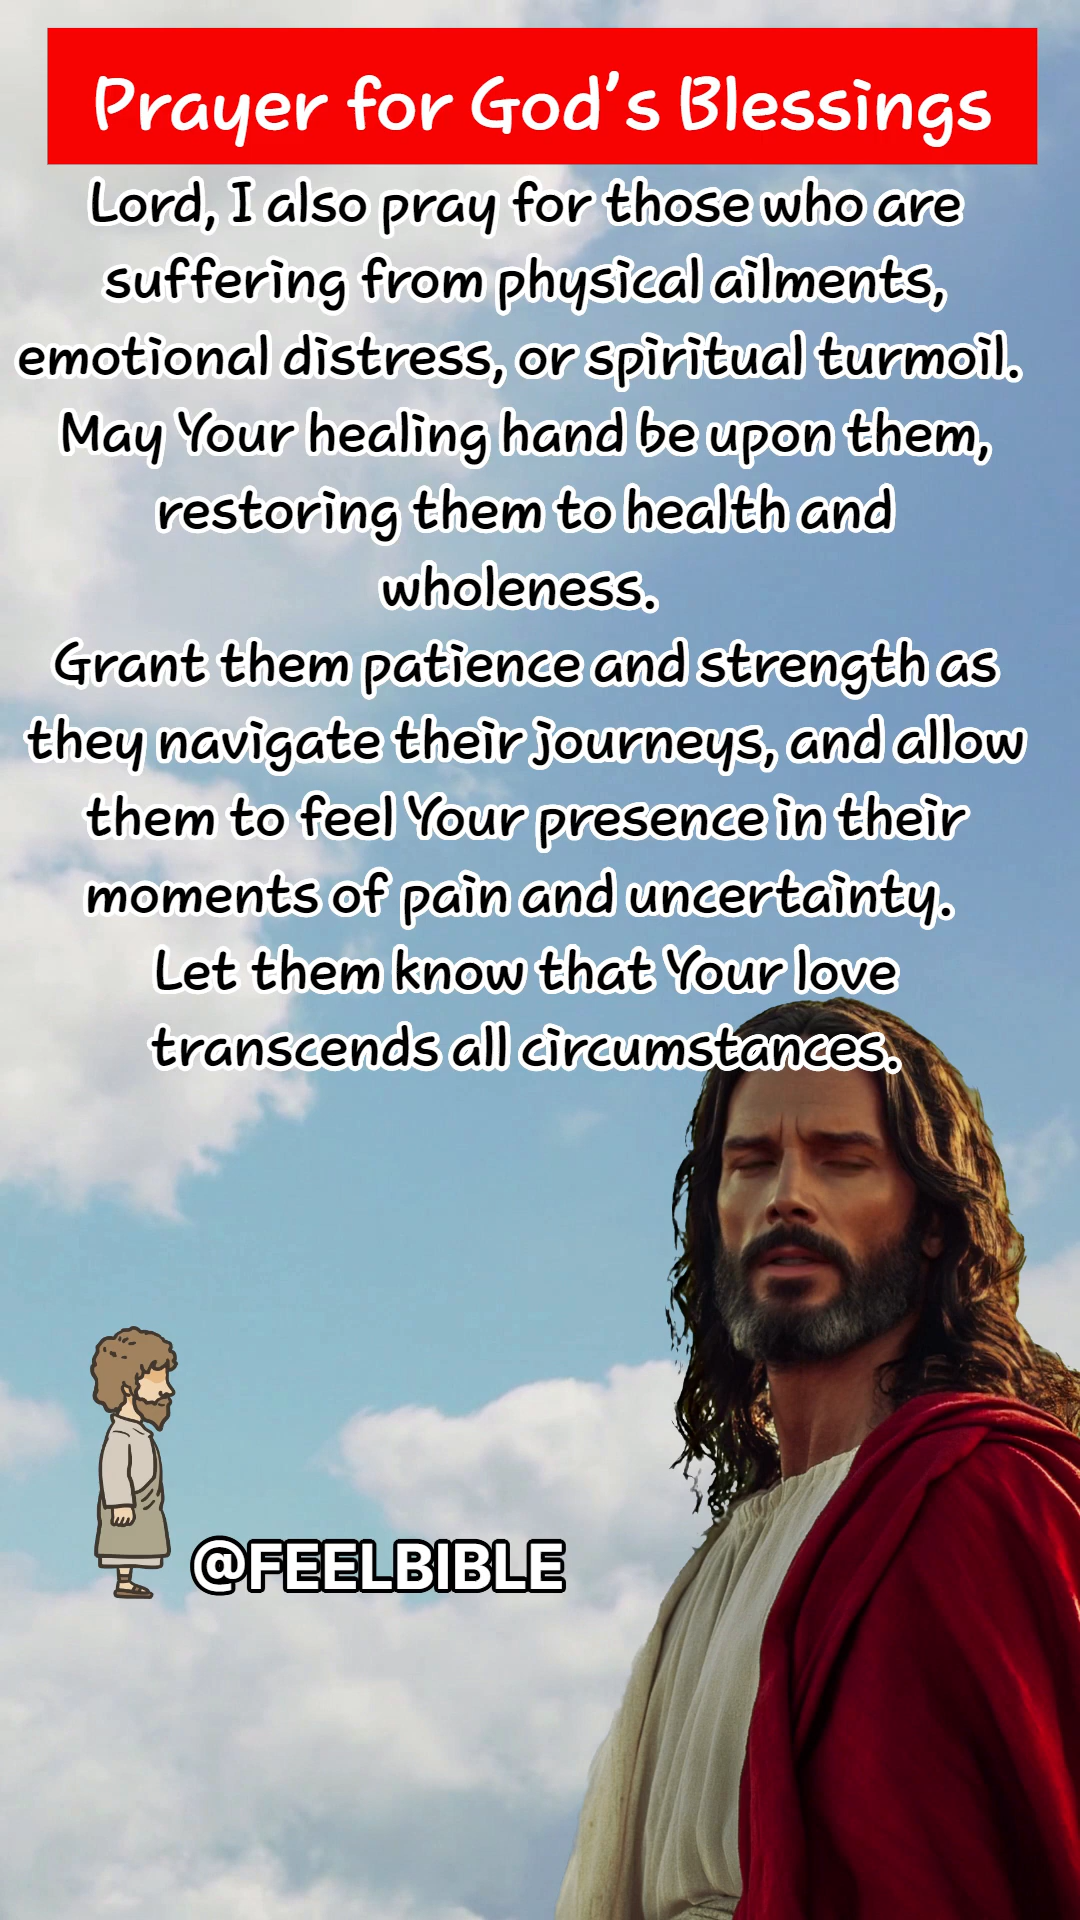 Prayer for God's Blessings
Lord, I also pray for those who are
suffering from physical ailments,
emotional distress, or spiritual turmoil.
May Your healing hand be upon them,
restoring them to health and
wholeness.
Grant them patience and strength as
they navigate their journeys, and allow
them to feel Your presence in their
moments of pain and uncertainty.
Let them know that Your love
transcends all circumstances.
@FEELBIBLE